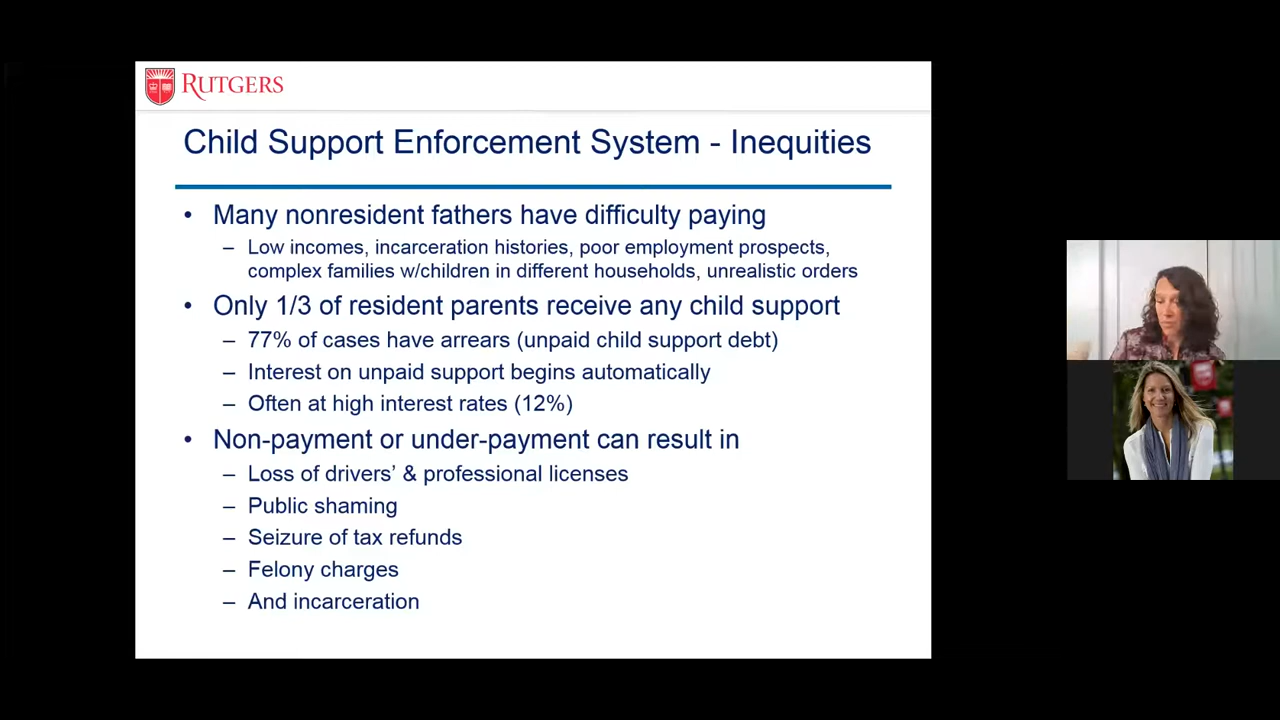 RUTGERS
Child Support Enforcement System - Inequities
• Many nonresident fathers have difficulty paying
– Low incomes, incarceration histories, poor employment prospects,
complex families w/children in different households, unrealistic orders
• Only 1/3 of resident parents receive any child support
– 77% of cases have arrears (unpaid child support debt)
– Interest on unpaid support begins automatically
– Often at high interest rates (12%)
• Non-payment or under-payment can result in
– Loss of drivers’ & professional licenses
– Public shaming
– Seizure of tax refunds
– Felony charges
– And incarceration